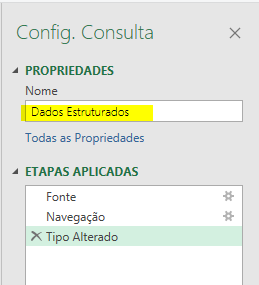 Config. Consulta
PROPRIEDADES
Nome
Dados Estruturados
Todas as Propriedades
ETAPAS APLICADAS
Fonte
Navegação
Tipo Alterado